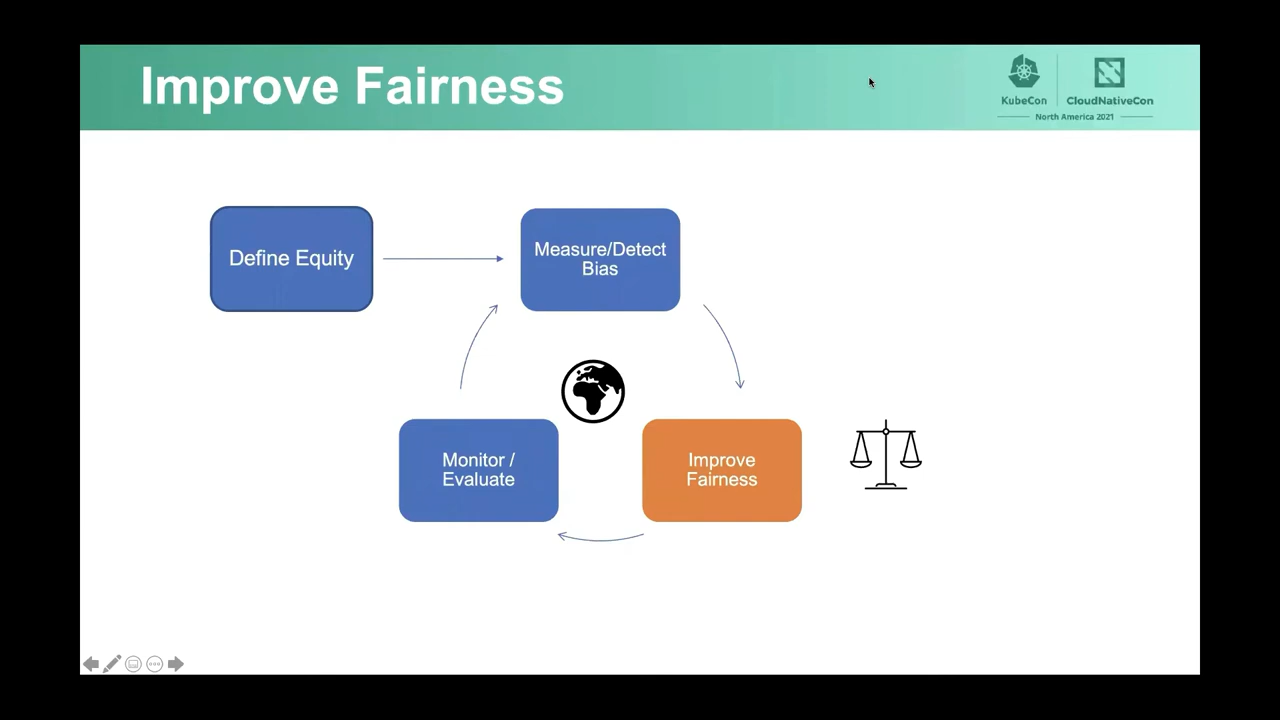 Improve Fairness
KubeCon
CloudNativeCon
North America 2021
Define Equity
Measure/Detect
Bias
Monitor /
Evaluate
Improve
Fairness